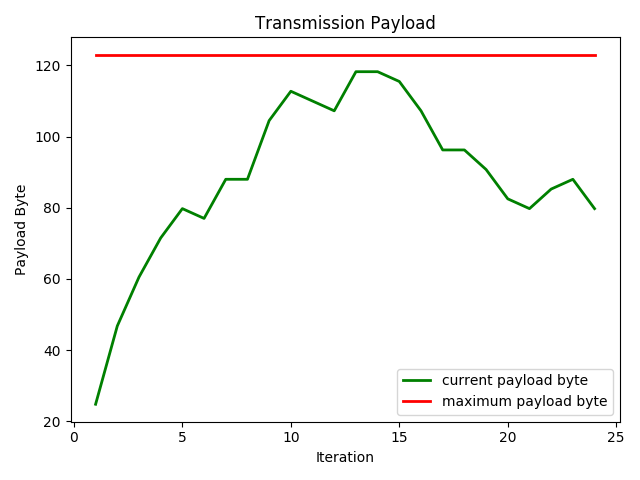 Transmission Payload
Payload Byte
120
100
80
60
40
20
0
5
10
15
20
25
Iteration
current payload byte
maximum payload byte